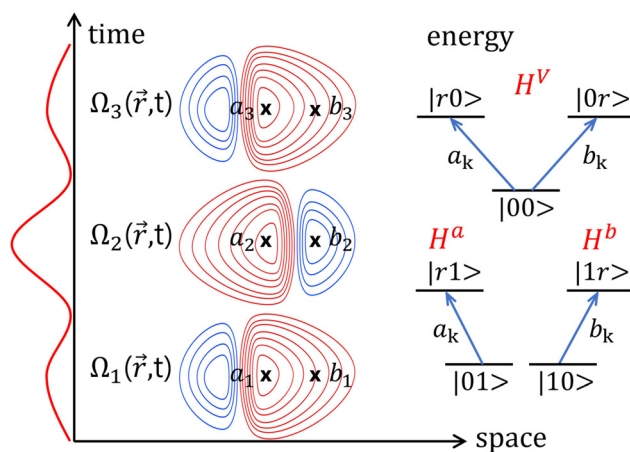 time
energy
Ω₃(r⃗,t)
a₃ x
x b₃
H^V
|r0>
|0r>
a_k
b_k
|00>
Ω₂(r⃗,t)
a₂ x
x b₂
H^a
H^b
|r1>
|1r>
a_k
b_k
Ω₁(r⃗,t)
a₁ x
x b₁
|01>
|10>
space